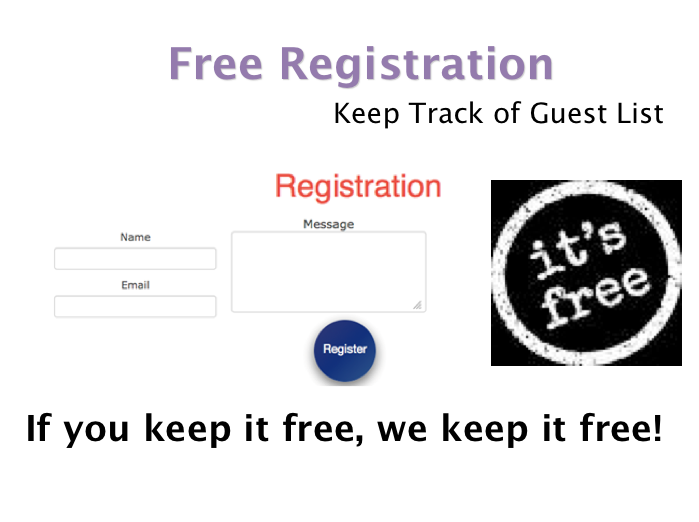 Free Registration
Keep Track of Guest List
Registration
Name
Message
Email
Register
it's
free
If you keep it free, we keep it free!